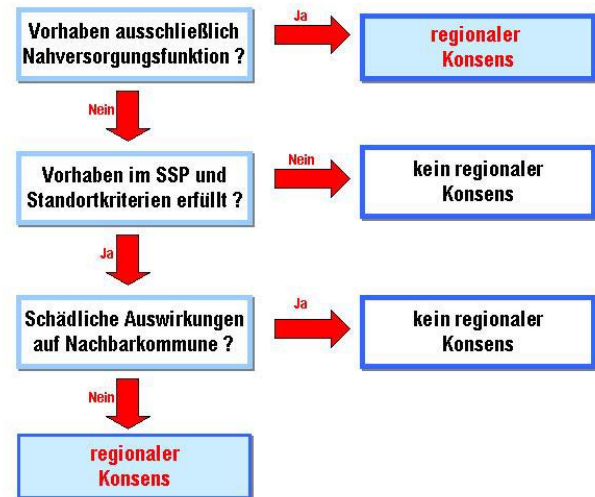 Vorhaben ausschließlich
Nahversorgungsfunktion ?
Ja
regionaler
Konsens
Nein
Vorhaben im SSP und
Standortkriterien erfüllt ?
Nein
kein regionaler
Konsens
Ja
Schädliche Auswirkungen
auf Nachbarkommune ?
Ja
kein regionaler
Konsens
Nein
regionaler
Konsens